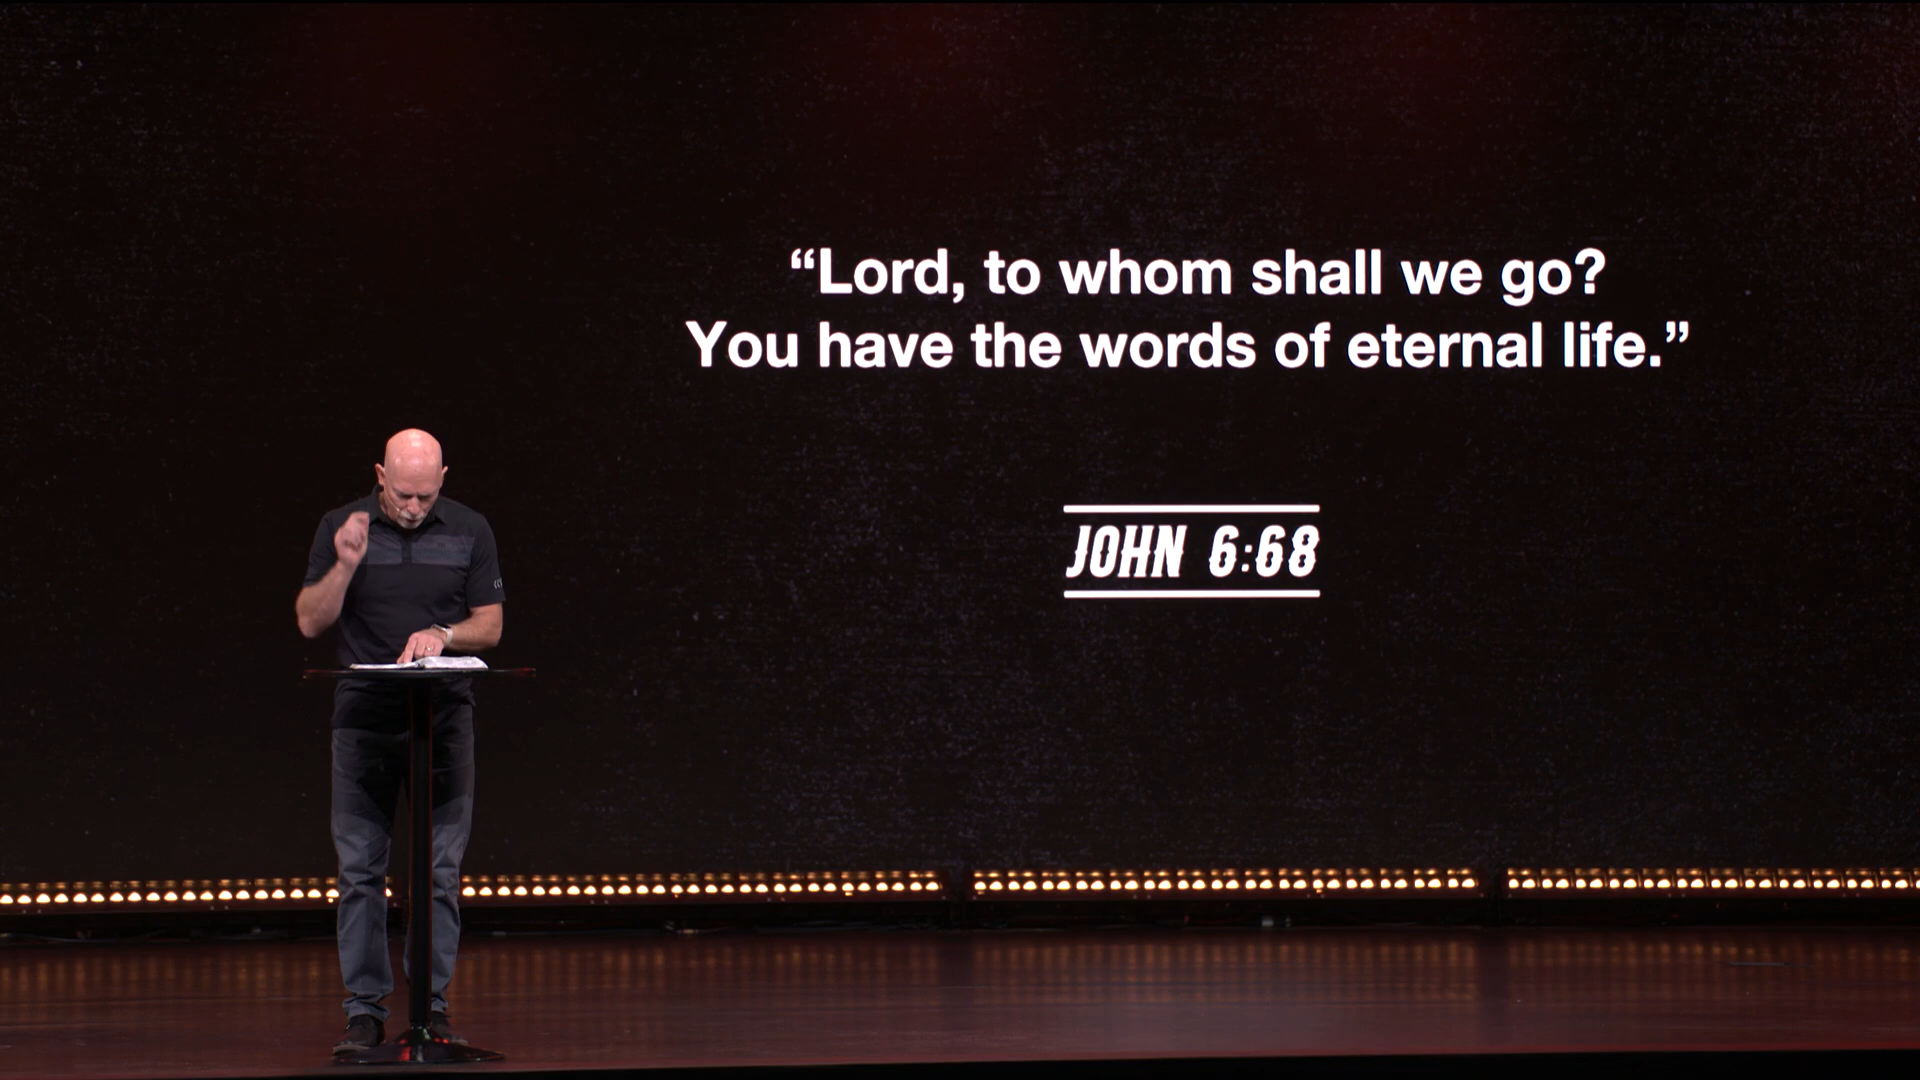 “Lord, to whom shall we go?
You have the words of eternal life.”
JOHN 6:68